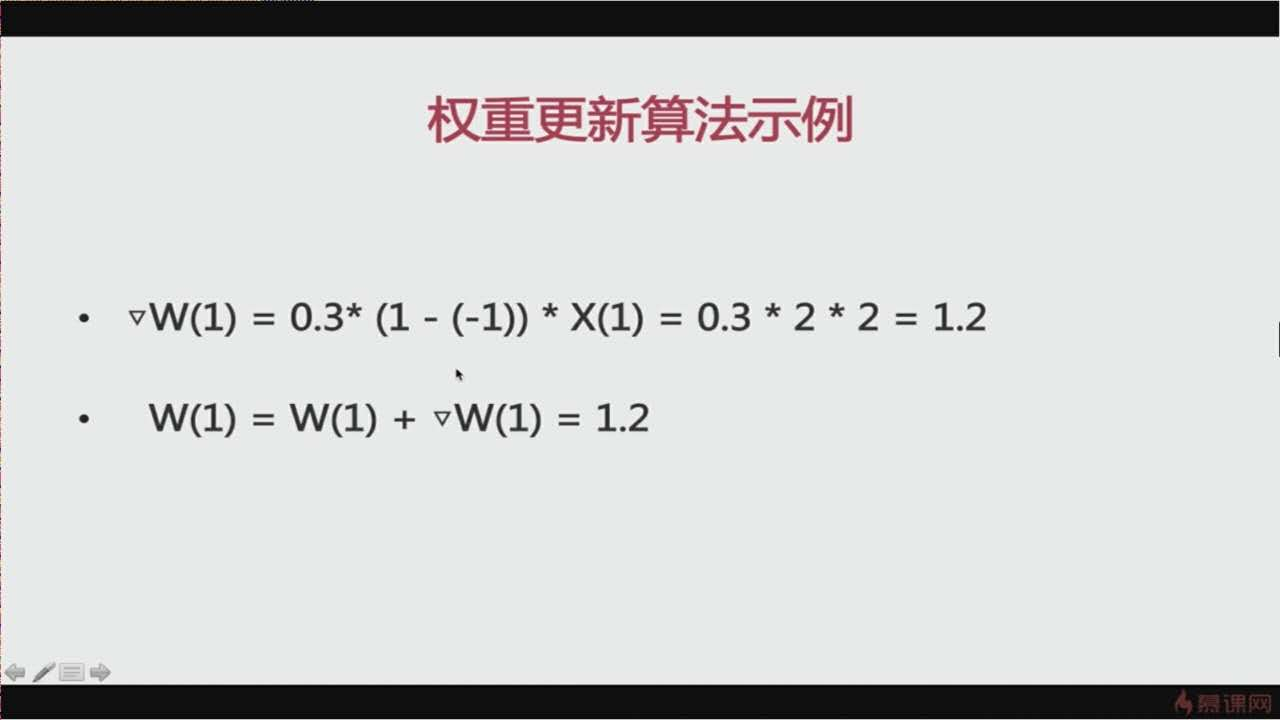 权重更新算法示例
• ▽W(1) = 0.3* (1 - (-1)) * X(1) = 0.3 * 2 * 2 = 1.2
• W(1) = W(1) + ▽W(1) = 1.2
慕课网